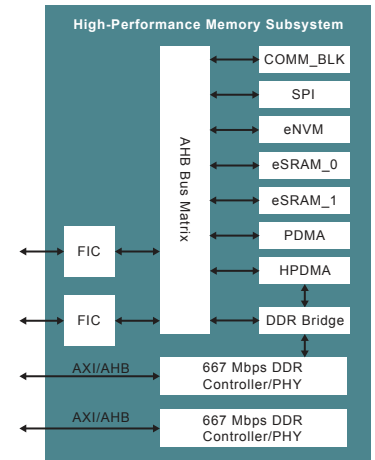 High-Performance Memory Subsystem
AHB Bus Matrix
COMM_BLK
SPI
eNVM
eSRAM_0
eSRAM_1
PDMA
HPDMA
DDR Bridge
FIC
FIC
AXI/AHB
667 Mbps DDR
Controller/PHY
AXI/AHB
667 Mbps DDR
Controller/PHY